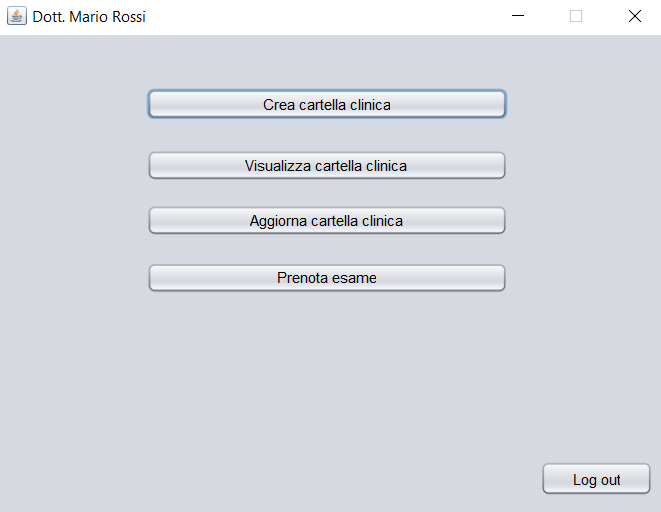 Dott. Mario Rossi
Crea cartella clinica
Visualizza cartella clinica
Aggiorna cartella clinica
Prenota esame
Log out